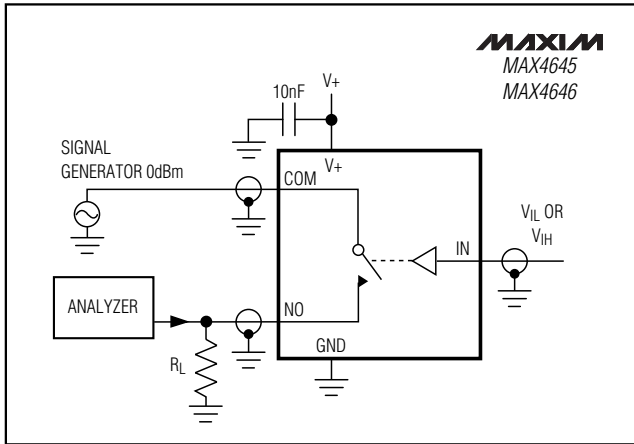 MAXIM
MAX4645
MAX4646
10nF
V+
V+
SIGNAL
GENERATOR 0dBm
COM
VIL OR
VIH
IN
ANALYZER
NO
GND
RL